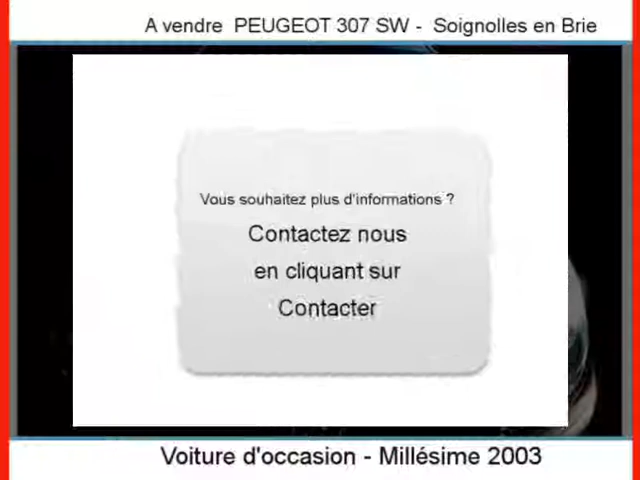 A vendre PEUGEOT 307 SW - Soignolles en Brie
Vous souhaitez plus d'informations ?
Contactez nous
en cliquant sur
Contacter
Voiture d'occasion - Millésime 2003